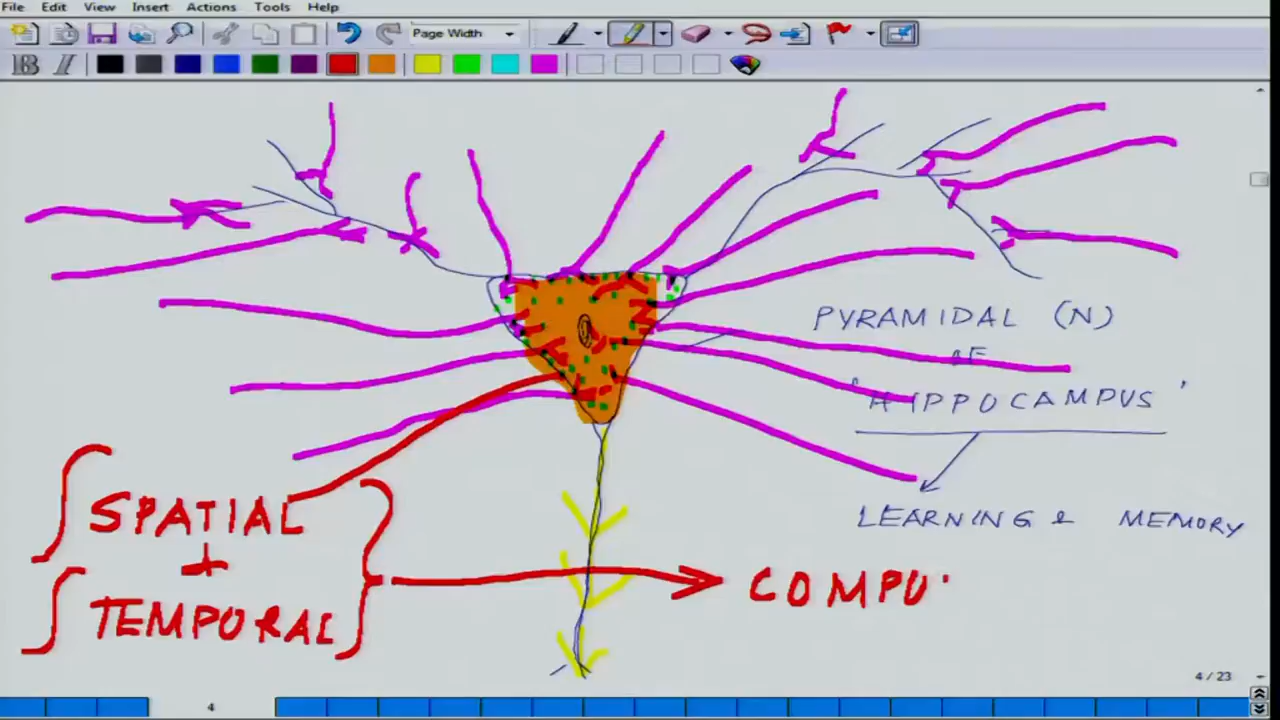 File Edit View Insert Actions Tools Help
Page Width
B I
PYRAMIDAL (N)
OF
'HIPPOCAMPUS'
LEARNING & MEMORY
∫ SPATIAL
+
∫ TEMPORAL
COMPU
4 / 23
4